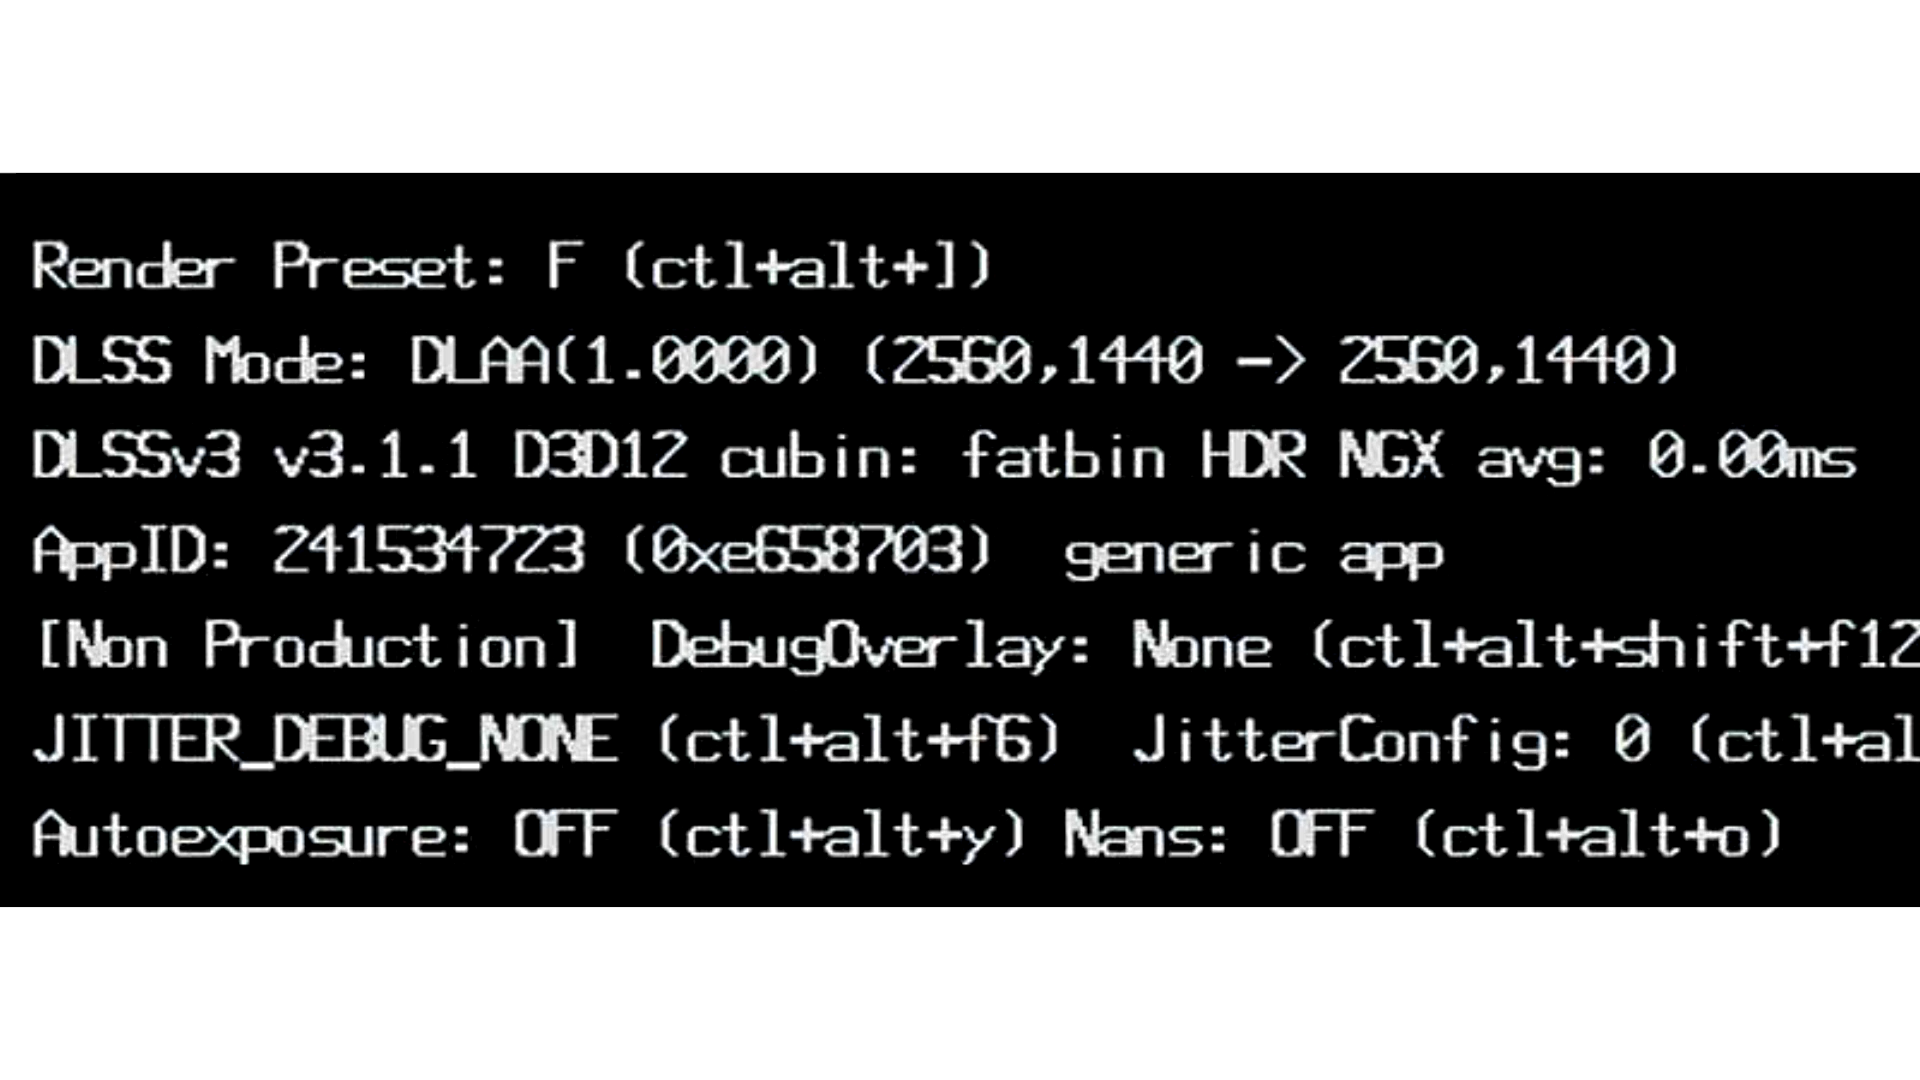 Render Preset: F (ctl+alt+])
DLSS Mode: DLAA(1.0000) (2560,1440 -> 2560,1440)
DLSSv3 v3.1.1 D3D12 cubin: fatbin HDR NGX avg: 0.00ms
AppID: 241534723 (0xe658703)  generic app
[Non Production]  DebugOverlay: None (ctl+alt+shift+f12
JITTER_DEBUG_NONE (ctl+alt+f6)  JitterConfig: 0 (ctl+al
Autoexposure: OFF (ctl+alt+y) Nans: OFF (ctl+alt+o)